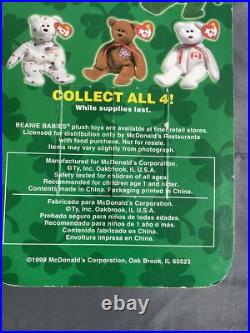 COLLECT ALL 4!
While supplies last.
BEANIE BABIES® plush toys are available at finer retail stores.
Licensed for distribution only by McDonald's Restaurants
with food purchase. Not for resale.
Items may vary slightly from photograph.
Manufactured for McDonald's Corporation.
©Ty, Inc. Oakbrook, IL U.S.A.
Safety tested for children of all ages.
Recommended for children age 1 and older.
Contents made in China. Packaging printed in China.
Fabricado para McDonald's Corporation.
©Ty, Inc. Oakbrook, IL U.S.A.
Probado seguro para niños de todas edades.
Recomendado para niños de 1 año é mas.
Contenido fabricado en China.
Envoltura impresa en China.
©1999 McDonald's Corporation, Oak Brook, IL 60523